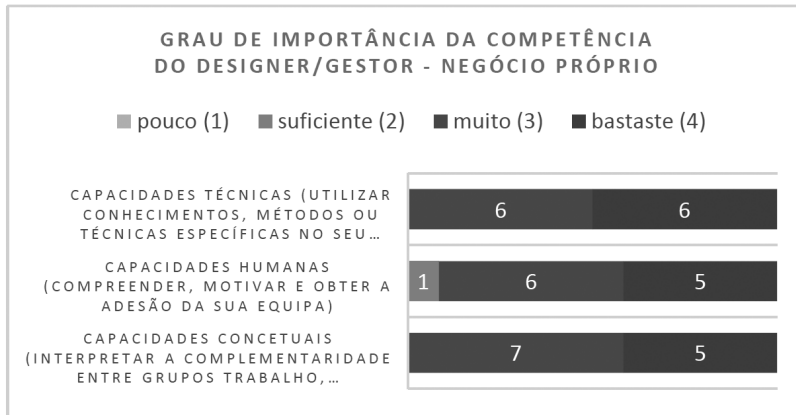 GRAU DE IMPORTÂNCIA DA COMPETÊNCIA
DO DESIGNER/GESTOR - NEGÓCIO PRÓPRIO
pouco (1) suficiente (2) muito (3) bastaste (4)
CAPACIDADES TÉCNICAS (UTILIZAR
CONHECIMENTOS, MÉTODOS OU
TÉCNICAS ESPECÍFICAS NO SEU…
6 6
CAPACIDADES HUMANAS
(COMPREENDER, MOTIVAR E OBTER A
ADESÃO DA SUA EQUIPA)
1 6 5
CAPACIDADES CONCETUAIS
(INTERPRETAR A COMPLEMENTARIDADE
ENTRE GRUPOS TRABALHO,…
7 5